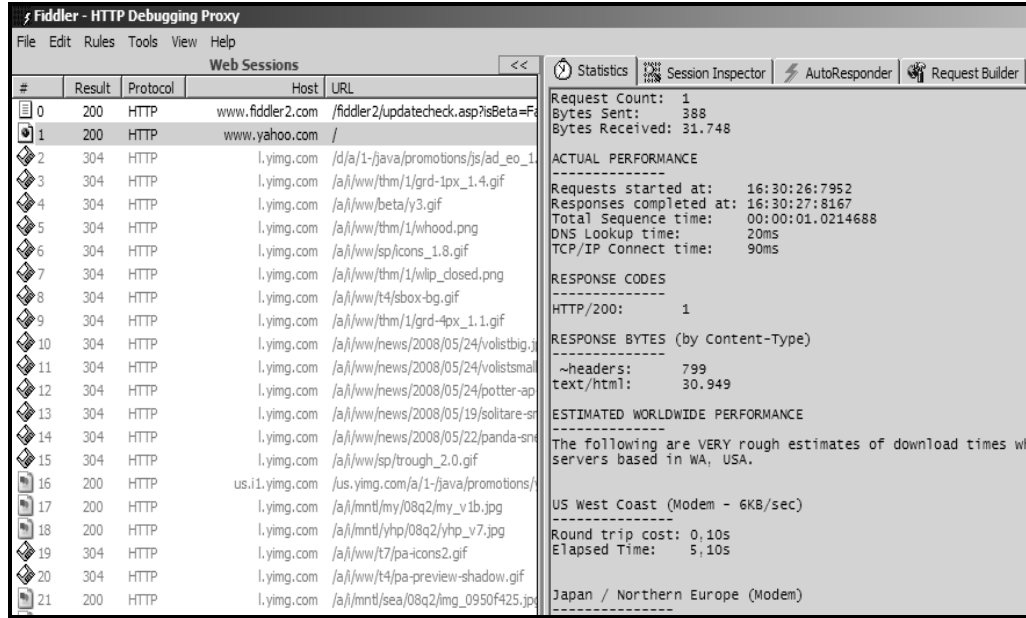 Fiddler - HTTP Debugging Proxy
File Edit Rules Tools View Help
Web Sessions <<
# Result Protocol Host URL
0 200 HTTP www.fiddler2.com /fiddler2/updatecheck.asp?isBeta=Fa
1 200 HTTP www.yahoo.com /
2 304 HTTP l.yimg.com /d/a/1-/java/promotions/js/ad_eo_1.
3 304 HTTP l.yimg.com /a/i/ww/thm/1/grd-1px_1.4.gif
4 304 HTTP l.yimg.com /a/i/ww/beta/y3.gif
5 304 HTTP l.yimg.com /a/i/ww/thm/1/whood.png
6 304 HTTP l.yimg.com /a/i/ww/sp/icons_1.8.gif
7 304 HTTP l.yimg.com /a/i/ww/thm/1/wlip_closed.png
8 304 HTTP l.yimg.com /a/i/ww/t4/sbox-bg.gif
9 304 HTTP l.yimg.com /a/i/ww/thm/1/grd-4px_1.1.gif
10 304 HTTP l.yimg.com /a/i/ww/news/2008/05/24/volistbig.j
11 304 HTTP l.yimg.com /a/i/ww/news/2008/05/24/volistsmall
12 304 HTTP l.yimg.com /a/i/ww/news/2008/05/24/potter-ap
13 304 HTTP l.yimg.com /a/i/ww/news/2008/05/19/solitare-sm
14 304 HTTP l.yimg.com /a/i/ww/news/2008/05/22/panda-sne
15 304 HTTP l.yimg.com /a/i/ww/sp/trough_2.0.gif
16 200 HTTP us.i1.yimg.com /us.yimg.com/a/1-/java/promotions/
17 200 HTTP l.yimg.com /a/i/mntl/my/08q2/my_v1b.jpg
18 200 HTTP l.yimg.com /a/i/mntl/yhp/08q2/yhp_v7.jpg
19 304 HTTP l.yimg.com /a/i/ww/t7/pa-icons2.gif
20 304 HTTP l.yimg.com /a/i/ww/t4/pa-preview-shadow.gif
21 200 HTTP l.yimg.com /a/i/mntl/sea/08q2/img_0950f425.jpg
Statistics Session Inspector AutoResponder Request Builder
Request Count: 1
Bytes Sent: 388
Bytes Received: 31.748
ACTUAL PERFORMANCE
--------------
Requests started at: 16:30:26:7952
Responses completed at: 16:30:27:8167
Total Sequence time: 00:00:01.0214688
DNS Lookup time: 20ms
TCP/IP Connect time: 90ms
RESPONSE CODES
--------------
HTTP/200: 1
RESPONSE BYTES (by Content-Type)
--------------
~headers: 799
text/html: 30.949
ESTIMATED WORLDWIDE PERFORMANCE
--------------
The following are VERY rough estimates of download times wh
servers based in WA, USA.
US West Coast (Modem - 6KB/sec)
---------------
Round trip cost: 0,10s
Elapsed Time: 5,10s
Japan / Northern Europe (Modem)
---------------